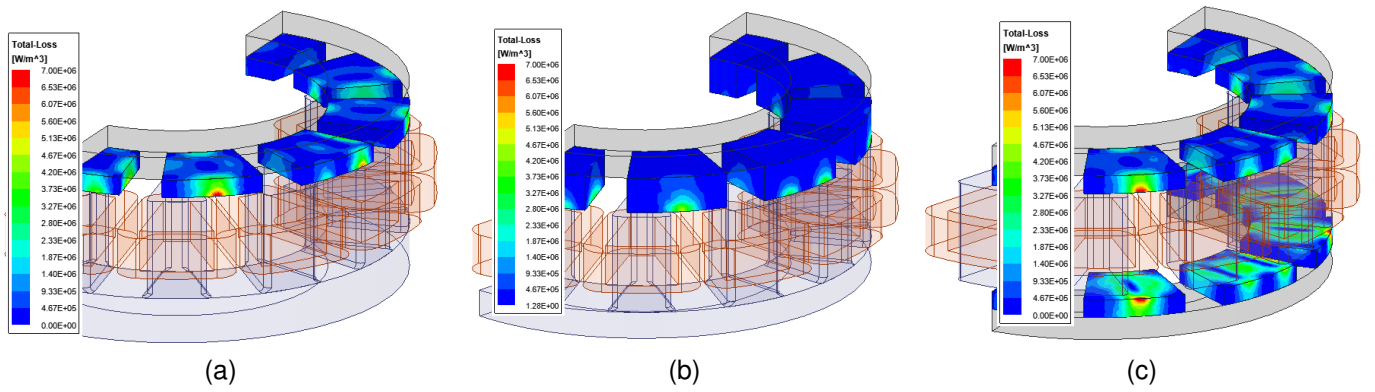 Total-Loss
[W/m^3]
7.00E+06
6.53E+06
6.07E+06
5.60E+06
5.13E+06
4.67E+06
4.20E+06
3.73E+06
3.27E+06
2.80E+06
2.33E+06
1.87E+06
1.40E+06
9.33E+05
4.67E+05
0.00E+00
(a)
Total-Loss
[W/m^3]
7.00E+06
6.53E+06
6.07E+06
5.60E+06
5.13E+06
4.67E+06
4.20E+06
3.73E+06
3.27E+06
2.80E+06
2.33E+06
1.87E+06
1.40E+06
9.33E+05
4.67E+05
1.28E+00
(b)
Total-Loss
[W/m^3]
7.00E+06
6.53E+06
6.07E+06
5.60E+06
5.13E+06
4.67E+06
4.20E+06
3.73E+06
3.27E+06
2.80E+06
2.33E+06
1.87E+06
1.40E+06
9.33E+05
4.67E+05
0.00E+00
(c)